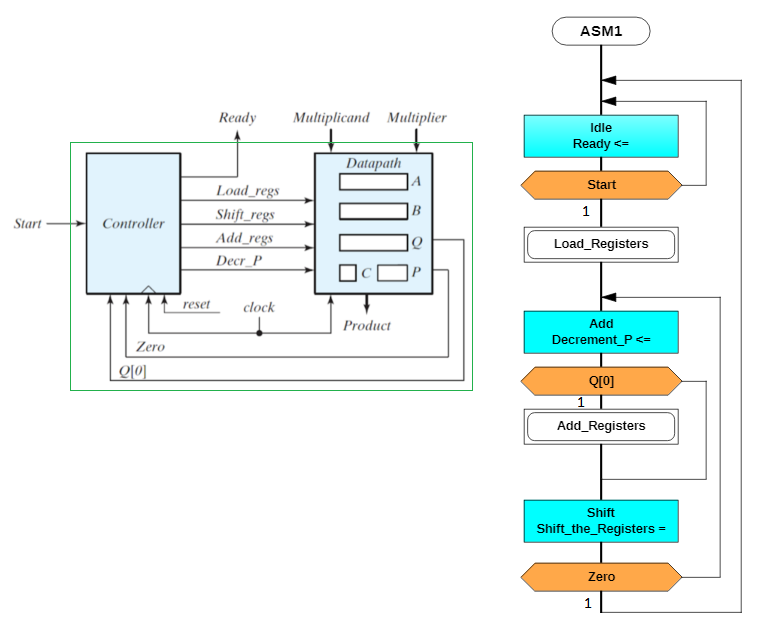 Ready
Multiplicand
Multiplier
Datapath
A
B
Q
C
P
Load_regs
Shift_regs
Add_regs
Decr_P
Start
Controller
reset
clock
Product
Zero
Q[0]
ASM1
Idle
Ready <=
Start
1
Load_Registers
Add
Decrement_P <=
Q[0]
1
Add_Registers
Shift
Shift_the_Registers =
Zero
1